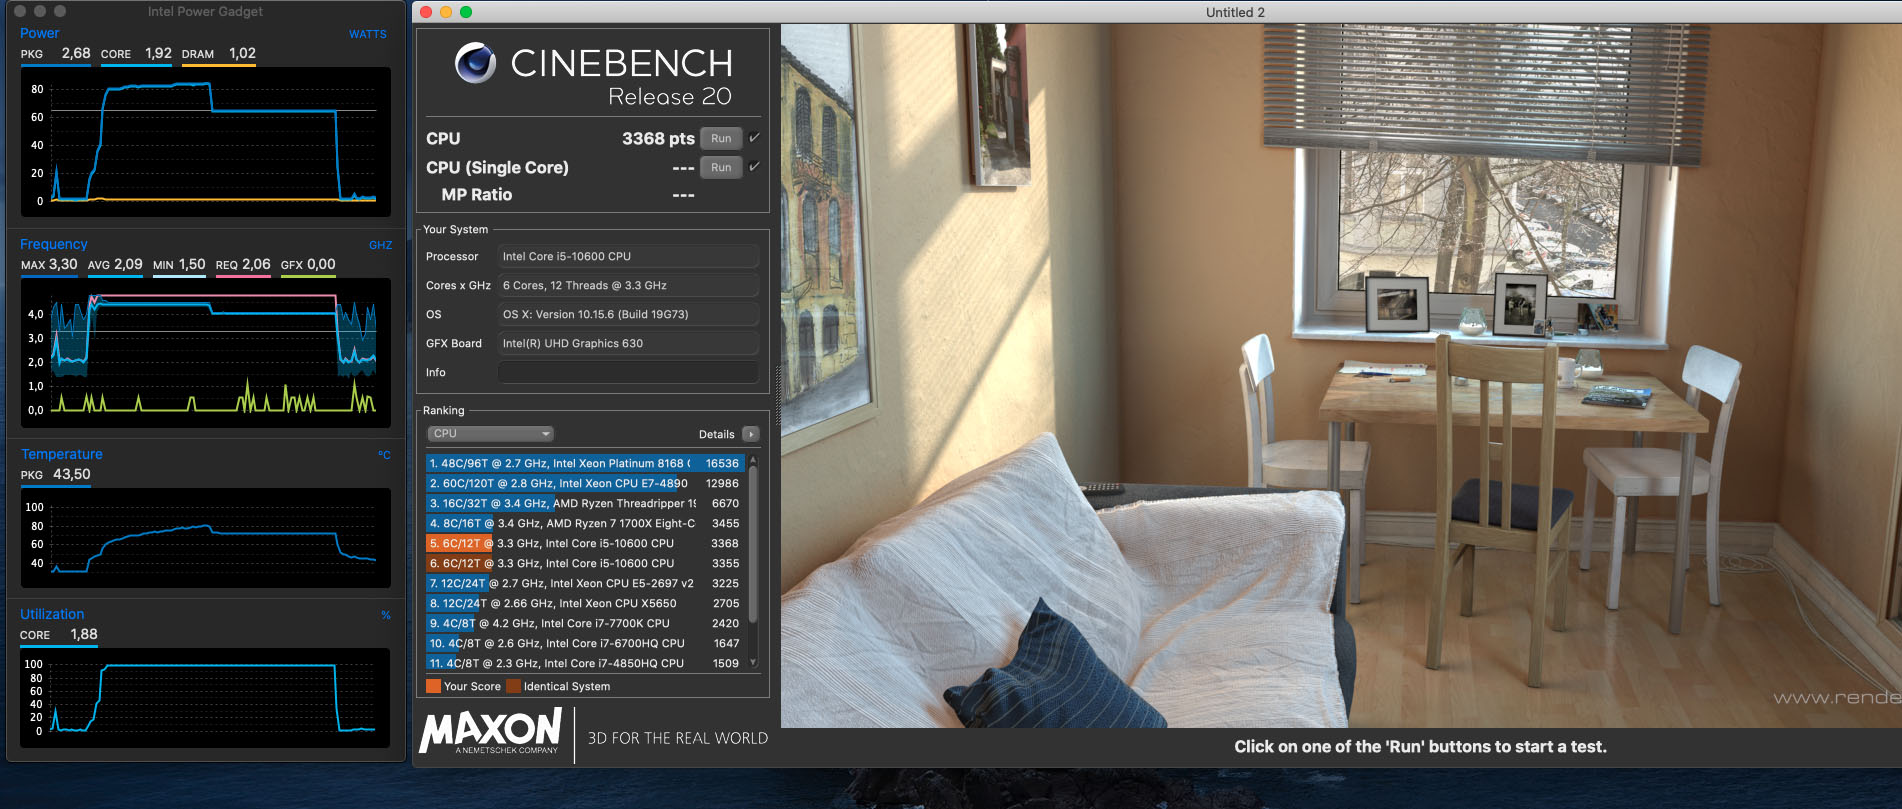 Intel Power Gadget
Power WATTS
PKG 2,68 CORE 1,92 DRAM 1,02
80
60
40
20
0
Frequency GHZ
MAX 3,30 AVG 2,09 MIN 1,50 REQ 2,06 GFX 0,00
4,0
3,0
2,0
1,0
0,0
Temperature °C
PKG 43,50
100
80
60
40
Utilization %
CORE 1,88
100
80
60
40
20
0
Untitled 2
CINEBENCH
Release 20
CPU 3368 pts Run
CPU (Single Core) --- Run
MP Ratio ---
Your System
Processor Intel Core i5-10600 CPU
Cores x GHz 6 Cores, 12 Threads @ 3.3 GHz
OS OS X: Version 10.15.6 (Build 19G73)
GFX Board Intel(R) UHD Graphics 630
Info
Ranking
CPU Details
1. 48C/96T @ 2.7 GHz, Intel Xeon Platinum 8168 C 16536
2. 60C/120T @ 2.8 GHz, Intel Xeon CPU E7-4890 12986
3. 16C/32T @ 3.4 GHz, AMD Ryzen Threadripper 19 6670
4. 8C/16T @ 3.4 GHz, AMD Ryzen 7 1700X Eight-C 3455
5. 6C/12T @ 3.3 GHz, Intel Core i5-10600 CPU 3368
6. 6C/12T @ 3.3 GHz, Intel Core i5-10600 CPU 3355
7. 12C/24T @ 2.7 GHz, Intel Xeon CPU E5-2697 v2 3225
8. 12C/24T @ 2.66 GHz, Intel Xeon CPU X5650 2705
9. 4C/8T @ 4.2 GHz, Intel Core i7-7700K CPU 2420
10. 4C/8T @ 2.6 GHz, Intel Core i7-6700HQ CPU 1647
11. 4C/8T @ 2.3 GHz, Intel Core i7-4850HQ CPU 1509
Your Score Identical System
MAXON
A NEMETSCHEK COMPANY
3D FOR THE REAL WORLD
www.rende
Click on one of the 'Run' buttons to start a test.